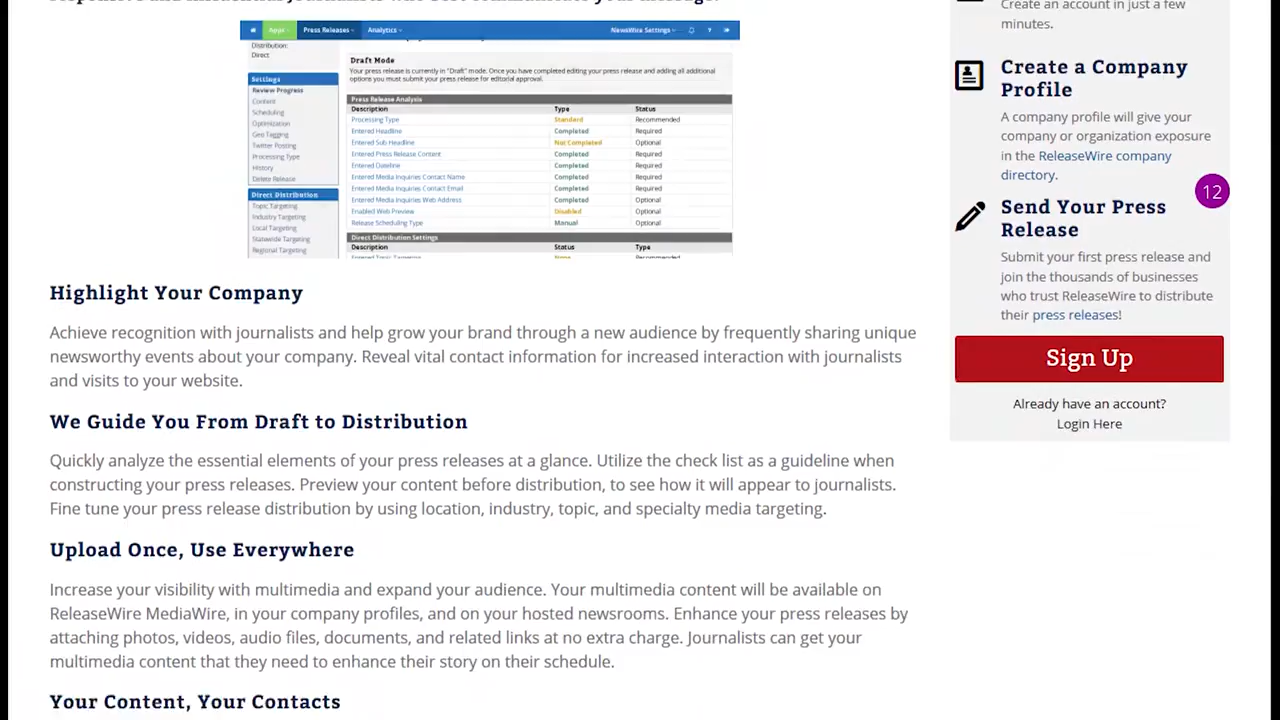 Apps
Press Releases
Analytics
NewsWire Settings
?
Distribution:
Direct
Settings
Review Progress
Content
Scheduling
Optimization
Geo Tagging
Twitter Posting
Processing Type
History
Delete Release
Direct Distribution
Topic Targeting
Industry Targeting
Local Targeting
Statewide Targeting
Regional Targeting
Draft Mode
Your press release is currently in "Draft" mode. Once you have completed editing your press release and adding all additional
options you must submit your press release for editorial approval.
Press Release Analysis
Description Type Status
Processing Type Standard Recommended
Entered Headline Completed Required
Entered Sub Headline Not Completed Optional
Entered Press Release Content Completed Required
Entered Dateline Completed Required
Entered Media Inquiries Contact Name Completed Required
Entered Media Inquiries Contact Email Completed Required
Entered Media Inquiries Web Address Completed Optional
Enabled Web Preview Disabled Optional
Release Scheduling Type Manual Optional
Direct Distribution Settings
Description Status Type
Highlight Your Company
Achieve recognition with journalists and help grow your brand through a new audience by frequently sharing unique
newsworthy events about your company. Reveal vital contact information for increased interaction with journalists
and visits to your website.
We Guide You From Draft to Distribution
Quickly analyze the essential elements of your press releases at a glance. Utilize the check list as a guideline when
constructing your press releases. Preview your content before distribution, to see how it will appear to journalists.
Fine tune your press release distribution by using location, industry, topic, and specialty media targeting.
Upload Once, Use Everywhere
Increase your visibility with multimedia and expand your audience. Your multimedia content will be available on
ReleaseWire MediaWire, in your company profiles, and on your hosted newsrooms. Enhance your press releases by
attaching photos, videos, audio files, documents, and related links at no extra charge. Journalists can get your
multimedia content that they need to enhance their story on their schedule.
Your Content, Your Contacts
Create an account in just a few
minutes.
Create a Company
Profile
A company profile will give your
company or organization exposure
in the ReleaseWire company
directory.
12
Send Your Press
Release
Submit your first press release and
join the thousands of businesses
who trust ReleaseWire to distribute
their press releases!
Sign Up
Already have an account?
Login Here